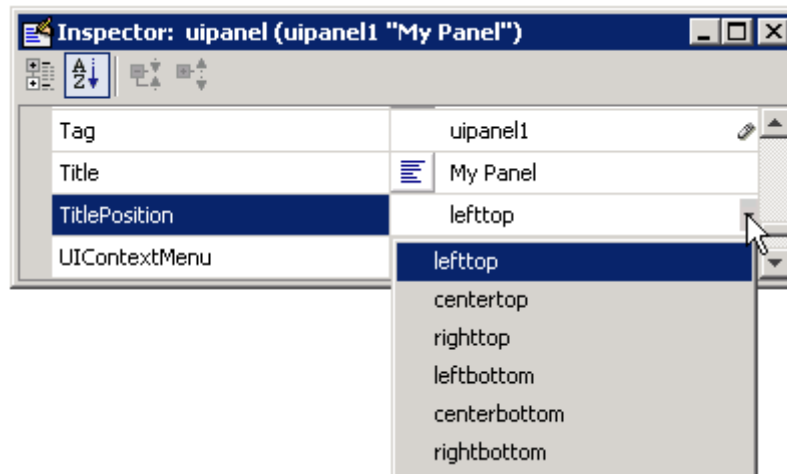 Inspector: uipanel (uipanel1 "My Panel")
A
Z
Tag uipanel1
Title My Panel
TitlePosition lefttop
UIContextMenu
lefttop
centertop
righttop
leftbottom
centerbottom
rightbottom